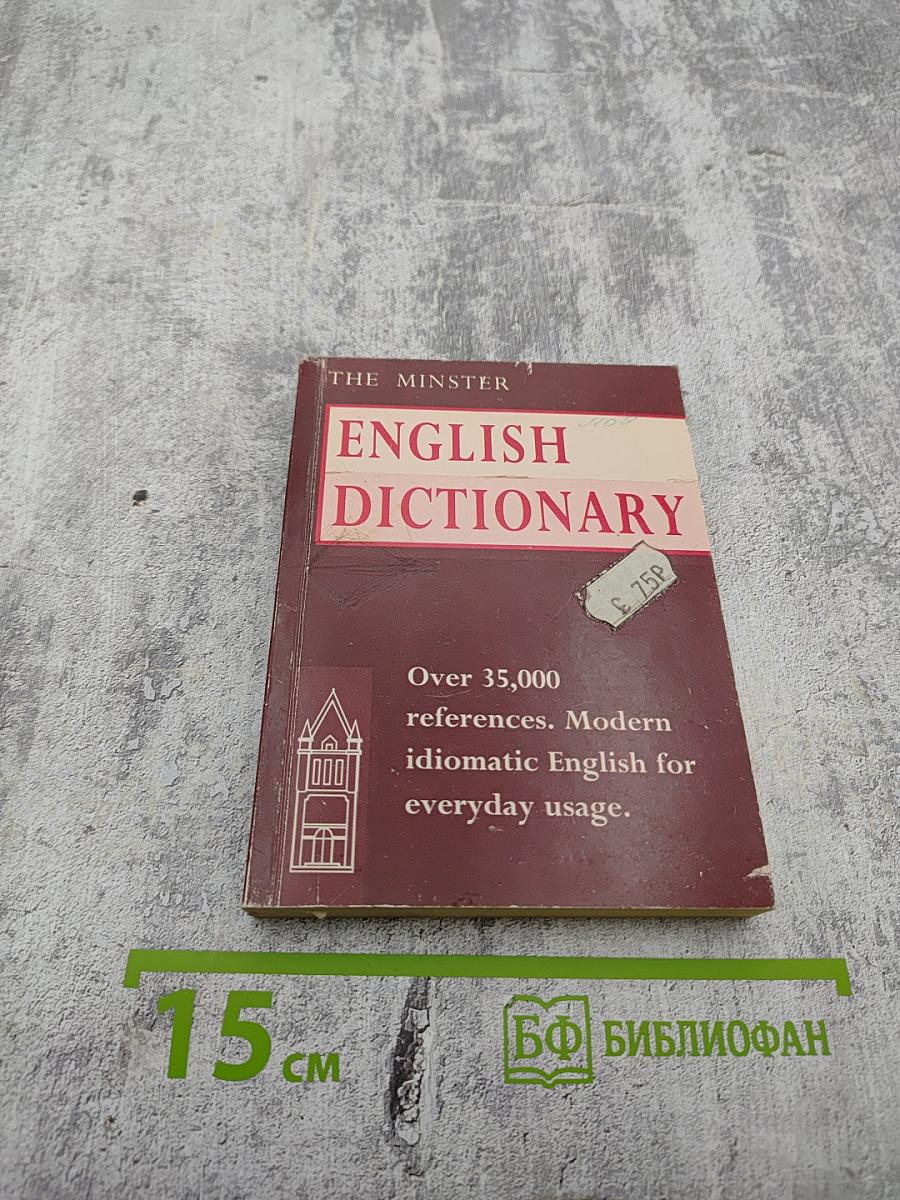 THE MINSTER
ENGLISH
DICTIONARY
£ 75P
Over 35,000
references. Modern
idiomatic English for
everyday usage.
15 см
БФ БИБЛИОФАН